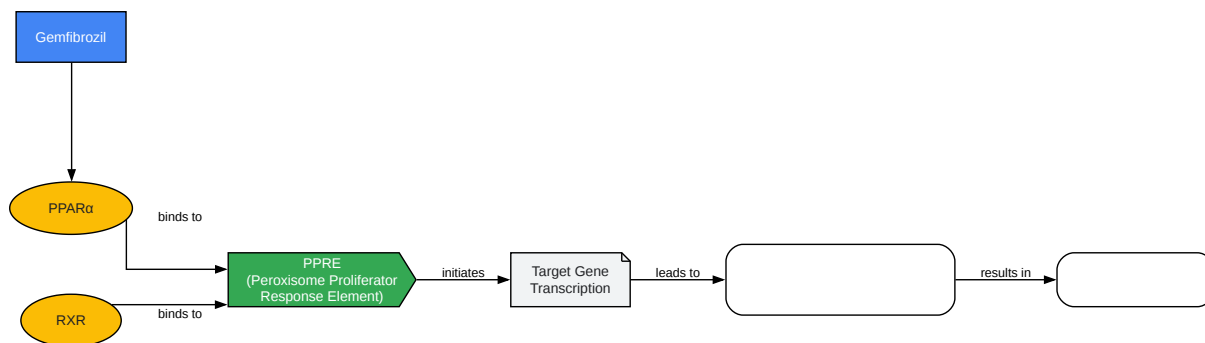 Gemfibrozil
PPARα
binds to
PPRE
(Peroxisome Proliferator
Response Element)
initiates
Target Gene
Transcription
leads to
results in
RXR
binds to